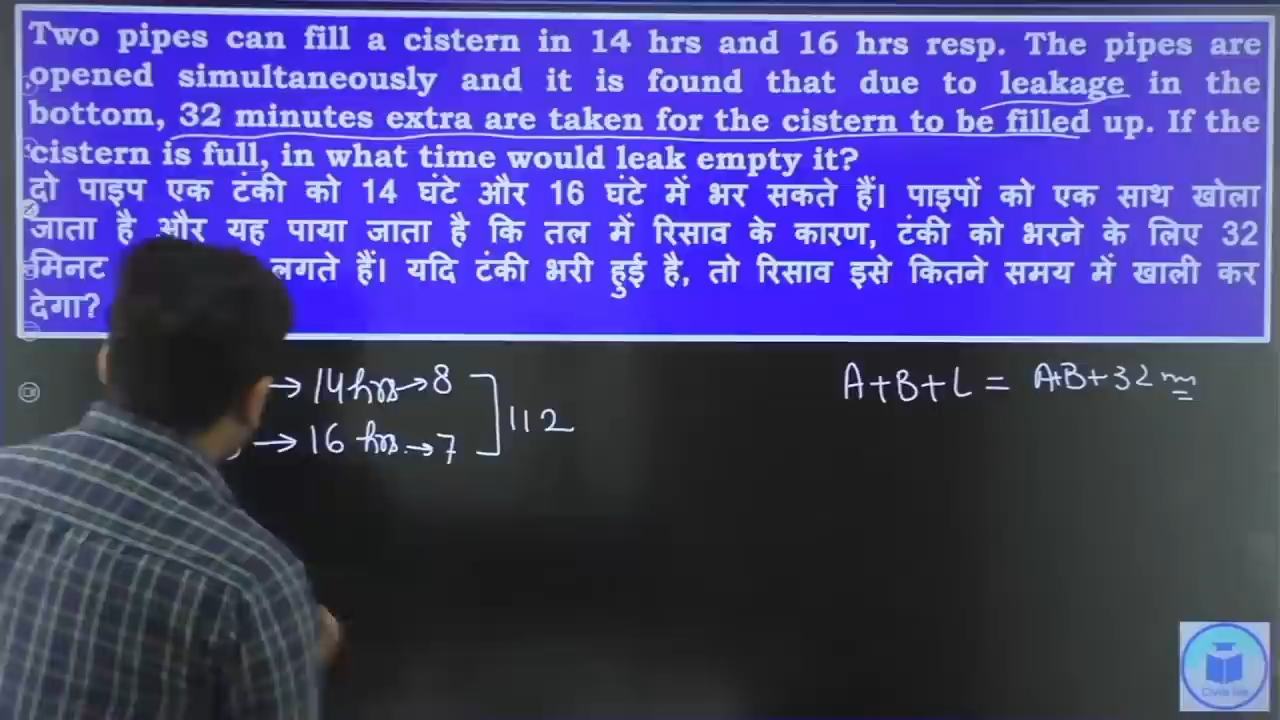 Two pipes can fill a cistern in 14 hrs and 16 hrs resp. The pipes are
opened simultaneously and it is found that due to leakage in the
bottom, 32 minutes extra are taken for the cistern to be filled up. If the
cistern is full, in what time would leak empty it?
दो पाइप एक टंकी को 14 घंटे और 16 घंटे में भर सकते हैं। पाइपों को एक साथ खोला
जाता है और यह पाया जाता है कि तल में रिसाव के कारण, टंकी को भरने के लिए 32
मिनट लगते हैं। यदि टंकी भरी हुई है, तो रिसाव इसे कितने समय में खाली कर
देगा?
→ 14 hrs → 8
→ 16 hrs. → 7
112
A+B+L = A+B+32 min